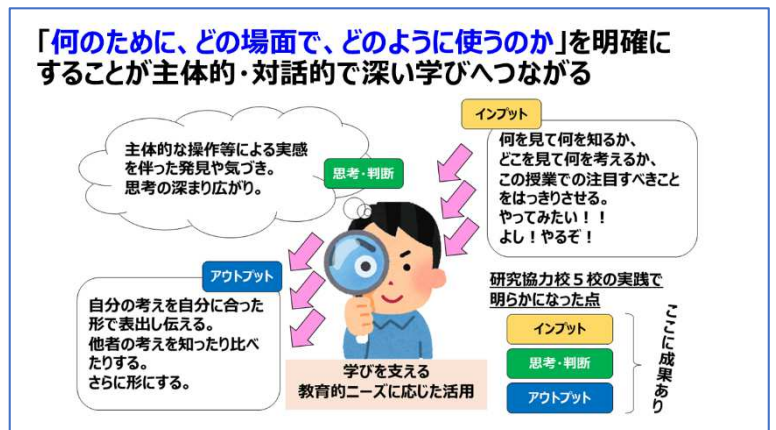 「何のために、どの場面で、どのように使うのか」を明確に
することが主体的・対話的で深い学びへつながる
インプット
何を見て何を知るか、
どこを見て何を考えるか、
この授業での注目すべきこと
をはっきりさせる。
やってみたい！！
よし！やるぞ！
主体的な操作等による実感
を伴った発見や気づき。
思考の深まり広がり。
思考・判断
アウトプット
自分の考えを自分に合った
形で表出し伝える。
他者の考えを知ったり比べ
たりする。
さらに形にする。
学びを支える
教育的ニーズに応じた活用
研究協力校５校の実践で
明らかになった点
インプット
思考・判断
アウトプット
ここに成果あり